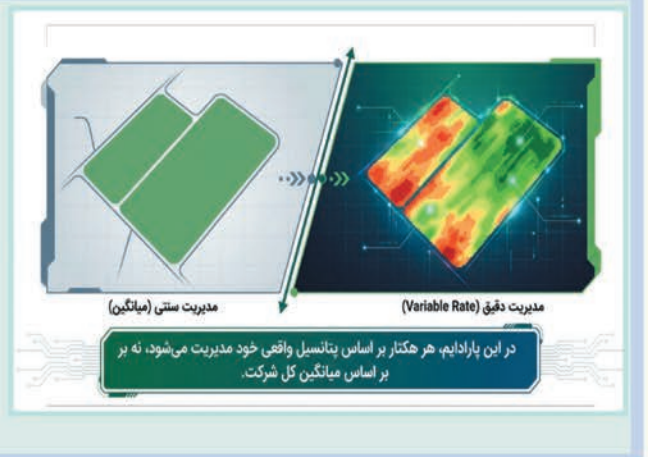 مدیریت دقیق (Variable Rate)
مدیریت سنتی (میانگین)
در این پارادایم، هر هکتار بر اساس پتانسیل واقعی خود مدیریت می‌شود، نه بر
بر اساس میانگین کل شرکت.